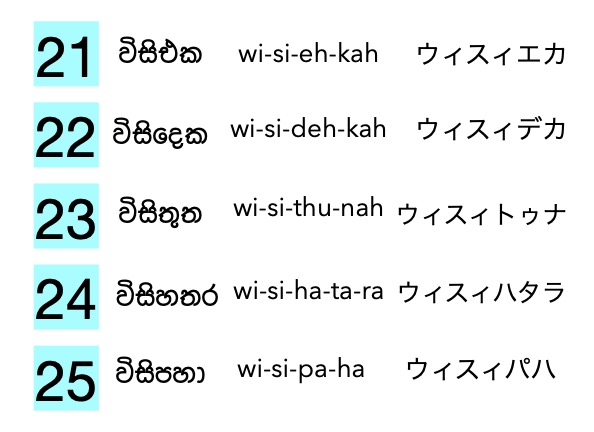 21 විසිඑක wi-si-eh-kah ウィスィエカ
22 විසිදෙක wi-si-deh-kah ウィスィデカ
23 විසිතුත wi-si-thu-nah ウィスィトゥナ
24 විසිහතර wi-si-ha-ta-ra ウィスィハタラ
25 විසිපහා wi-si-pa-ha ウィスィパハ